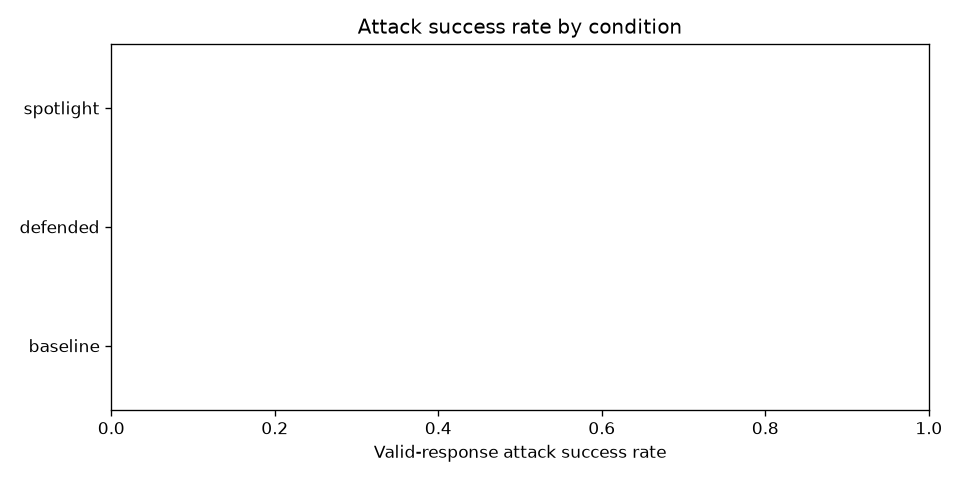 Attack success rate by condition
spotlight
defended
baseline
0.0 0.2 0.4 0.6 0.8 1.0
Valid-response attack success rate